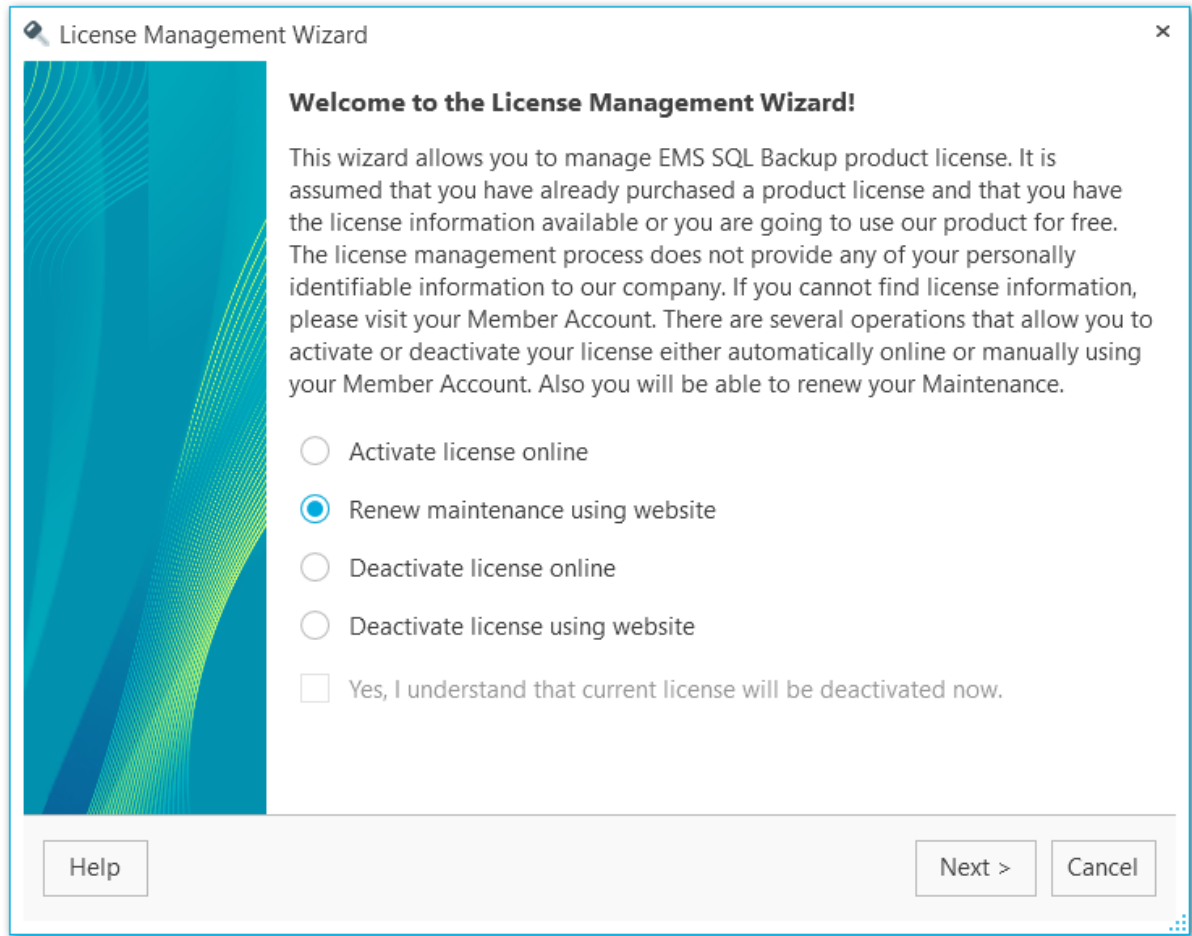 License Management Wizard
Welcome to the License Management Wizard!
This wizard allows you to manage EMS SQL Backup product license. It is
assumed that you have already purchased a product license and that you have
the license information available or you are going to use our product for free.
The license management process does not provide any of your personally
identifiable information to our company. If you cannot find license information,
please visit your Member Account. There are several operations that allow you to
activate or deactivate your license either automatically online or manually using
your Member Account. Also you will be able to renew your Maintenance.
Activate license online
Renew maintenance using website
Deactivate license online
Deactivate license using website
Yes, I understand that current license will be deactivated now.
Help
Next >
Cancel